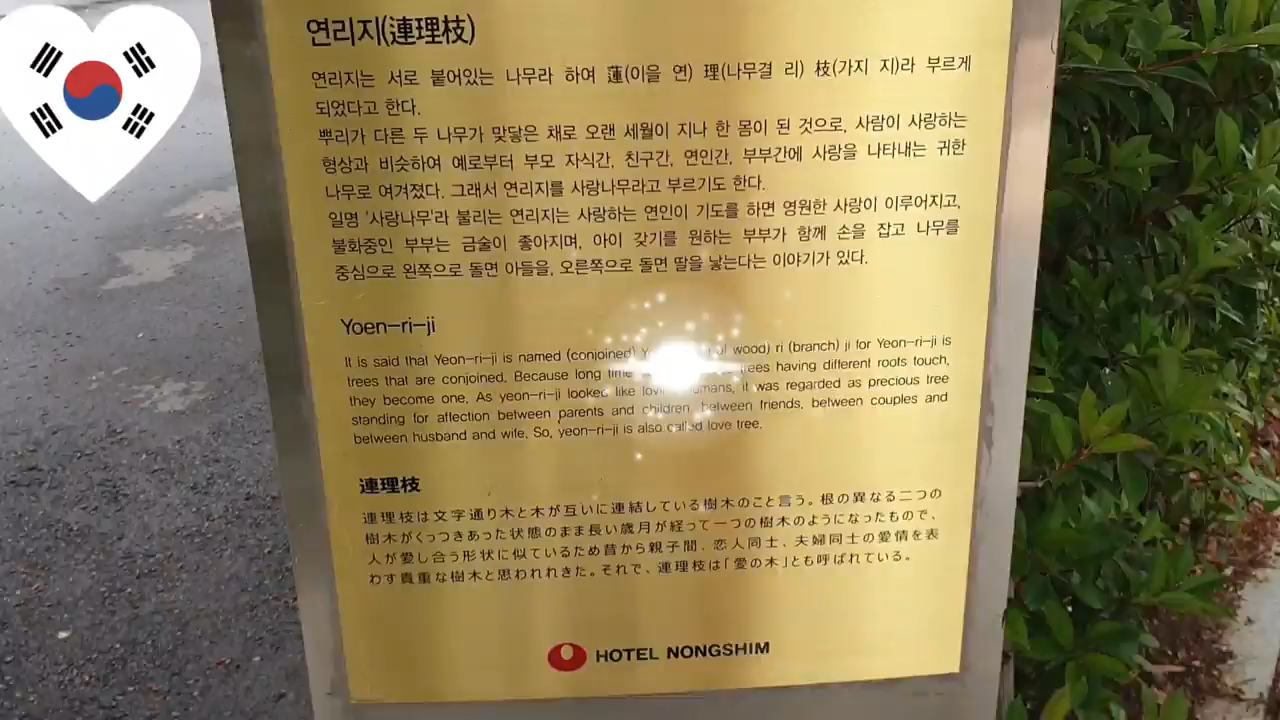 연리지(連理枝)
연리지는 서로 붙어있는 나무라 하여 蓮(이을 연) 理(나무결 리) 枝(가지 지)라 부르게
되었다고 한다.
뿌리가 다른 두 나무가 맞닿은 채로 오랜 세월이 지나 한 몸이 된 것으로, 사람이 사랑하는
형상과 비슷하여 예로부터 부모 자식간, 친구간, 연인간, 부부간에 사랑을 나타내는 귀한
나무로 여겨졌다. 그래서 연리지를 사랑나무라고 부르기도 한다.
일명 '사랑나무'라 불리는 연리지는 사랑하는 연인이 기도를 하면 영원한 사랑이 이루어지고,
불화중인 부부는 금술이 좋아지며, 아이 갖기를 원하는 부부가 함께 손을 잡고 나무를
중심으로 왼쪽으로 돌면 아들을, 오른쪽으로 돌면 딸을 낳는다는 이야기가 있다.
Yoen-ri-ji
It is said that Yeon-ri-ji is named (conjoined) wood) ri (branch) ji for Yeon-ri-ji is
trees that are conjoined. Because long time trees having different roots touch,
they become one. As yeon-ri-ji looked like loving humans, it was regarded as precious tree
standing for affection between parents and children, between friends, between couples and
between husband and wife. So, yeon-ri-ji is also called love tree.
連理枝
連理枝は文字通り木と木が互いに連結している樹木のこと言う。根の異なる二つの
樹木がくっつきあった状態のまま長い歳月が経って一つの樹木のようになったもので、
人が愛し合う形状に似ているため昔から親子間、恋人同士、夫婦同士の愛情を表
わす貴重な樹木と思われれきた。それで、連理枝は「愛の木」とも呼ばれている。
HOTEL NONGSHIM